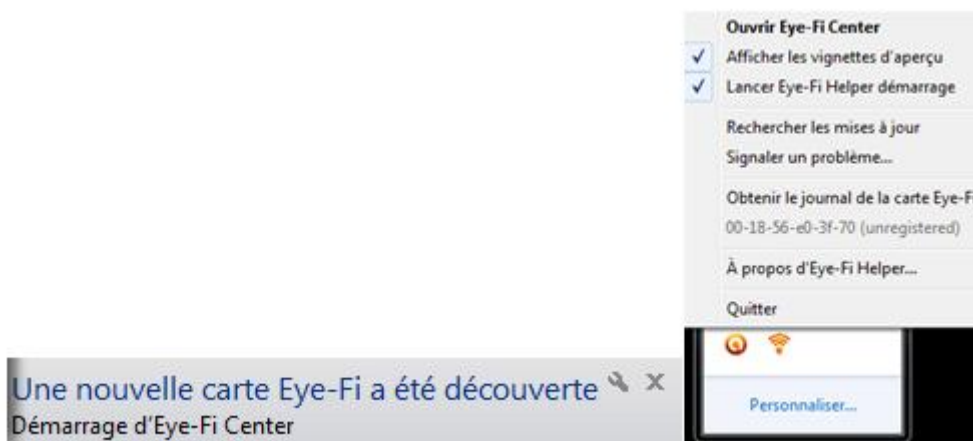 Ouvrir Eye-Fi Center
Afficher les vignettes d'aperçu
Lancer Eye-Fi Helper démarrage
Rechercher les mises à jour
Signaler un problème...
Obtenir le journal de la carte Eye-Fi
00-18-56-e0-3f-70 (unregistered)
À propos d'Eye-Fi Helper...
Quitter
Personnaliser...
Une nouvelle carte Eye-Fi a été découverte
Démarrage d'Eye-Fi Center